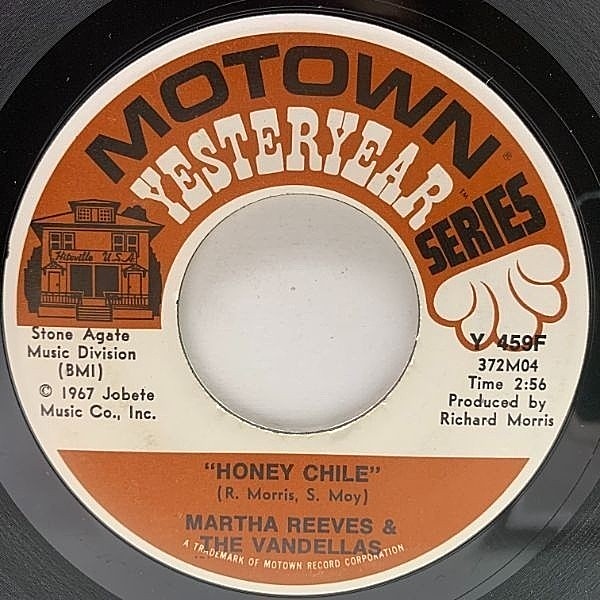 MOTOWN®
YESTERYEAR™
SERIES
Hitsville U.S.A.
Stone Agate
Music Division
(BMI)
© 1967 Jobete
Music Co., Inc.
Y 459F
372M04
Time 2:56
Produced by
Richard Morris
"HONEY CHILE"
(R. Morris, S. Moy)
MARTHA REEVES &
THE VANDELLAS
A TRADEMARK OF MOTOWN RECORD CORPORATION